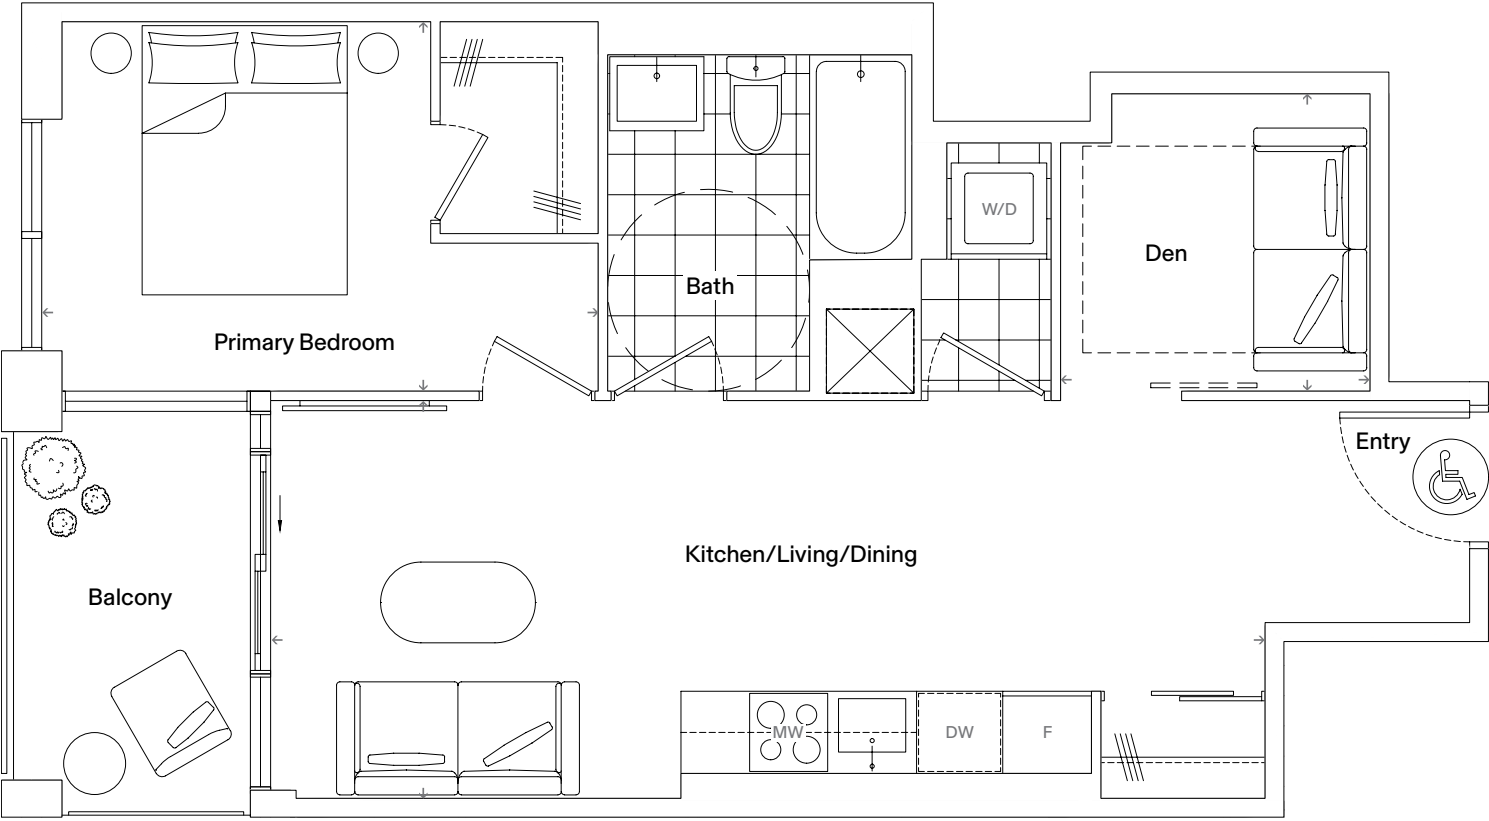 W/D
Den
Bath
Primary Bedroom
Entry
Kitchen/Living/Dining
Balcony
MW
DW
F